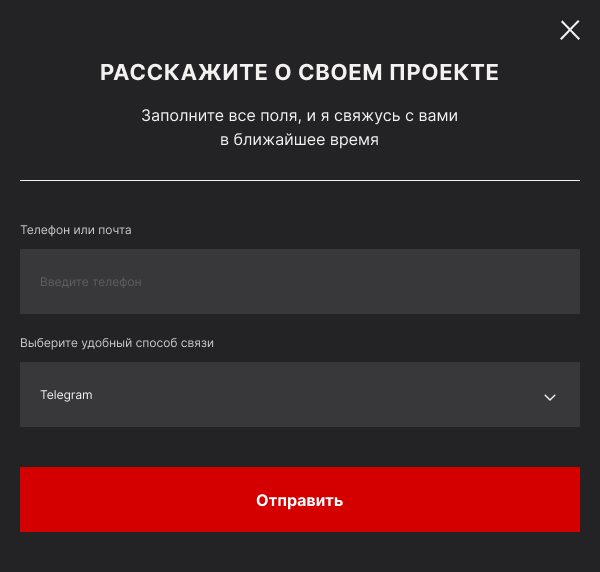 РАССКАЖИТЕ О СВОЕМ ПРОЕКТЕ
Заполните все поля, и я свяжусь с вами
в ближайшее время
Телефон или почта
Введите телефон
Выберите удобный способ связи
Telegram
Отправить